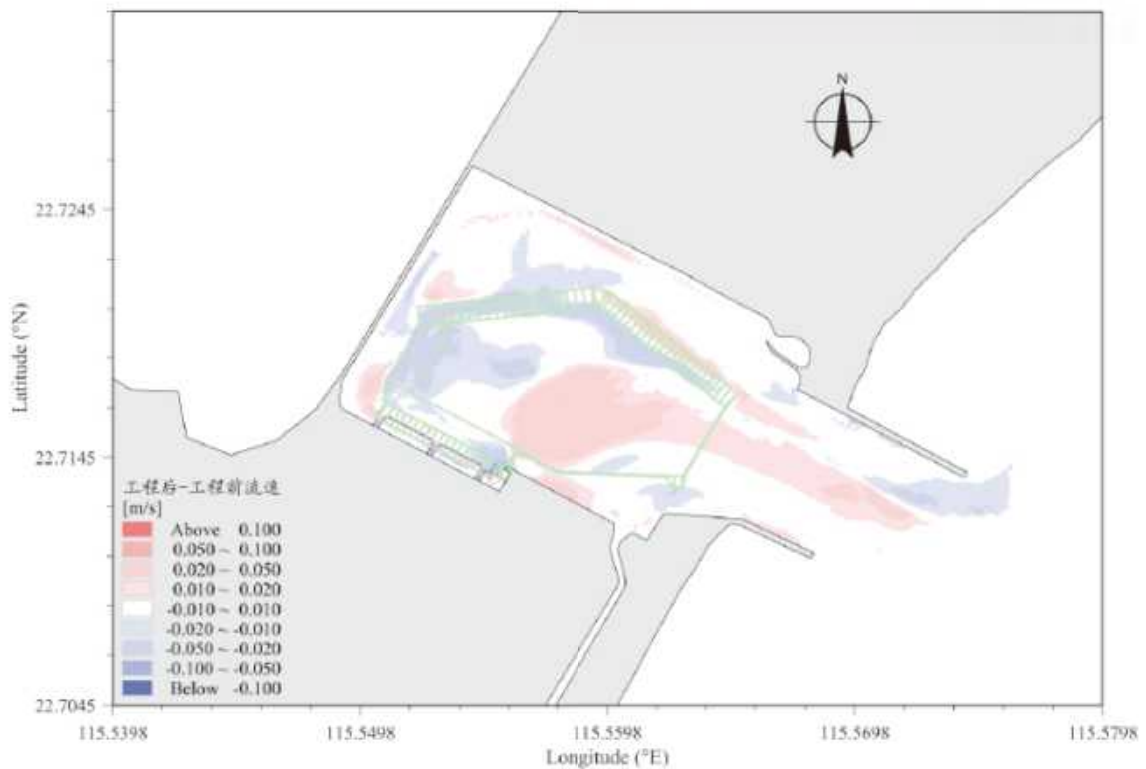 N
22.7245
22.7145
22.7045
Latitude (°N)
工程后-工程前流速
[m/s]
Above 0.100
0.050 ~ 0.100
0.020 ~ 0.050
0.010 ~ 0.020
-0.010 ~ 0.010
-0.020 ~ -0.010
-0.050 ~ -0.020
-0.100 ~ -0.050
Below -0.100
115.5398 115.5498 115.5598 115.5698 115.5798
Longitude (°E)